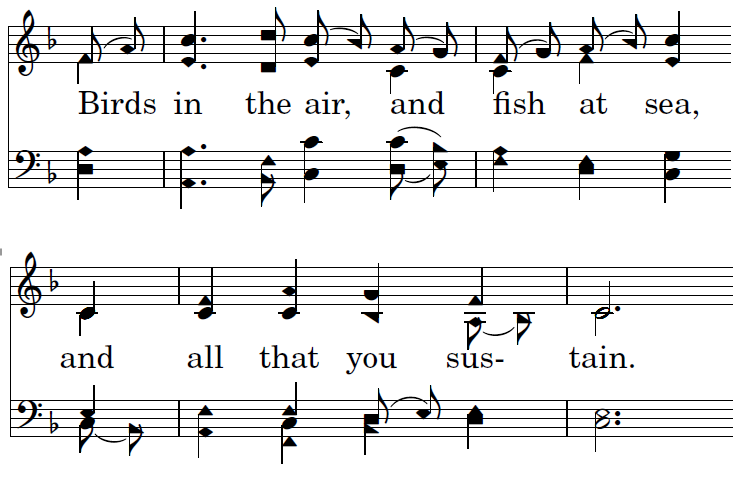 Birds in the air, and fish at sea,
and all that you sus- tain.